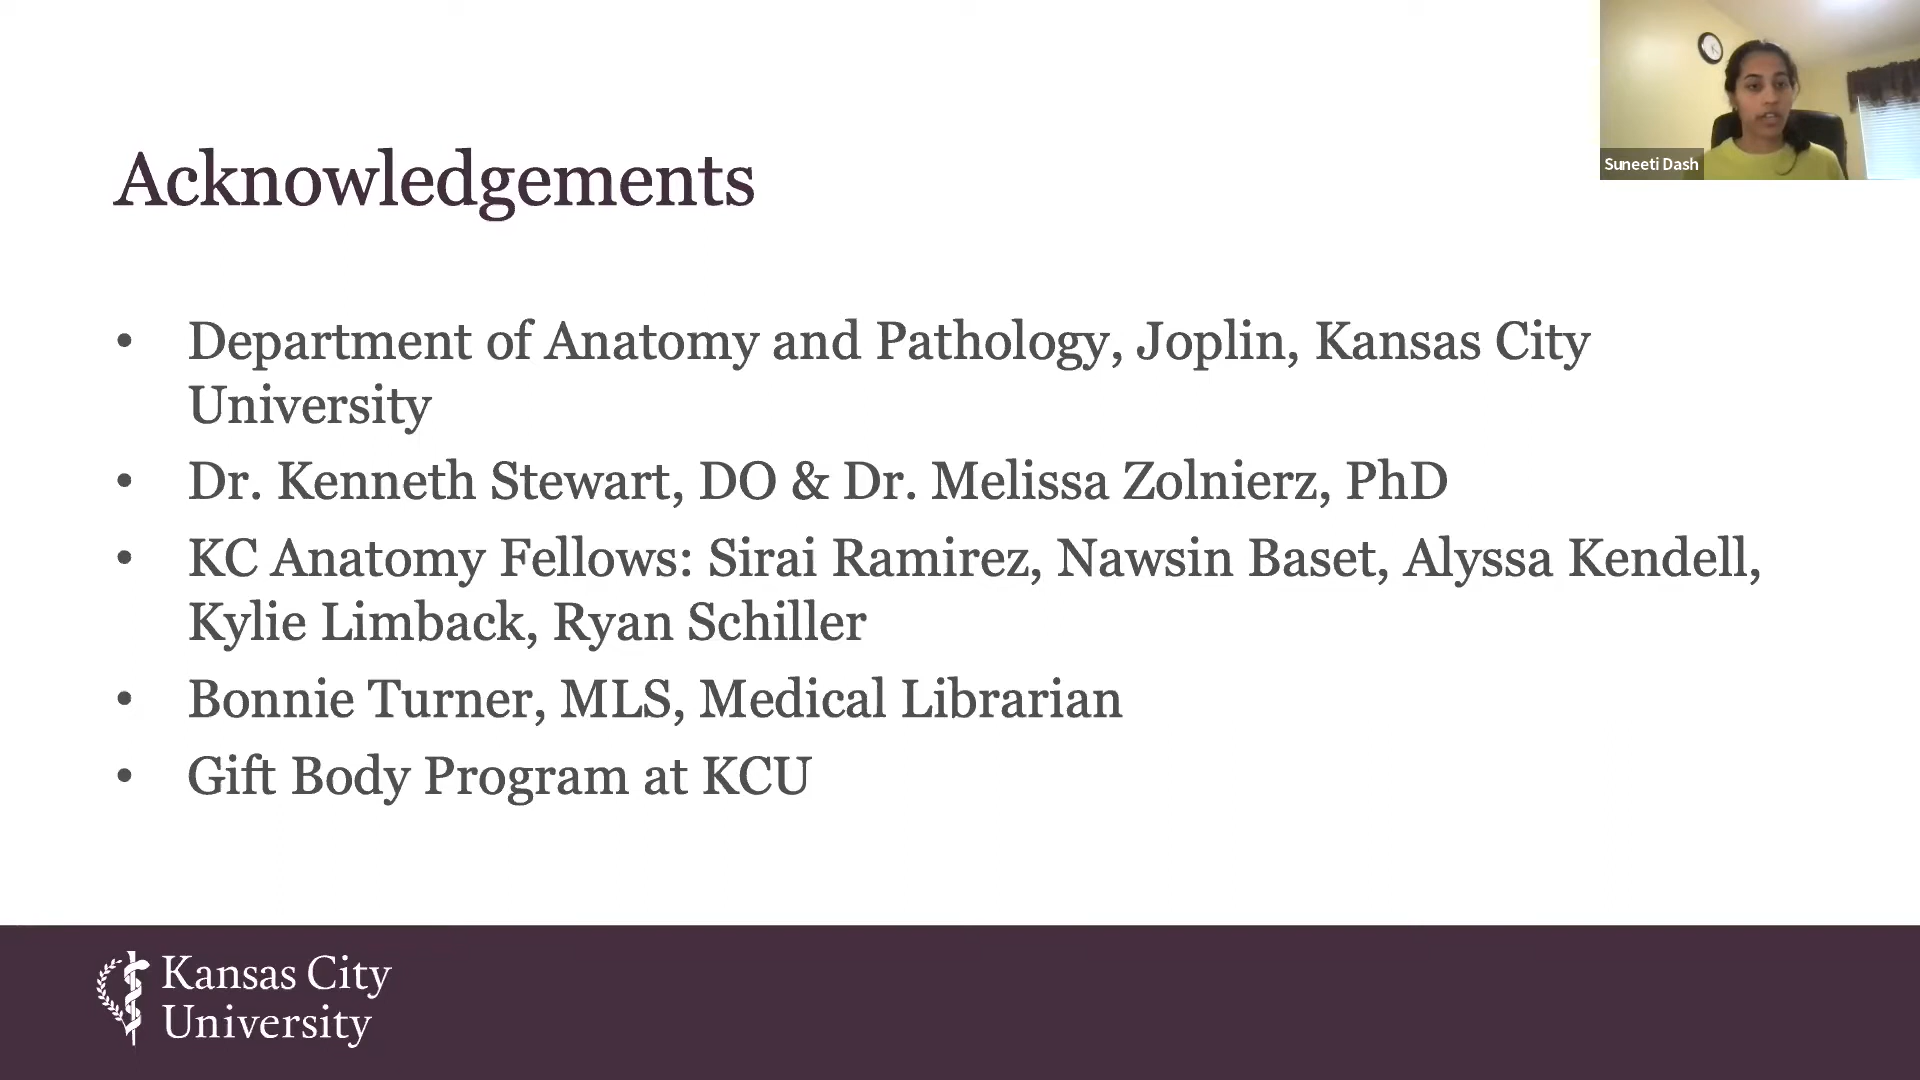 Suneeti Dash
Acknowledgements
• Department of Anatomy and Pathology, Joplin, Kansas City
University
• Dr. Kenneth Stewart, DO & Dr. Melissa Zolnierz, PhD
• KC Anatomy Fellows: Sirai Ramirez, Nawsin Baset, Alyssa Kendell,
Kylie Limback, Ryan Schiller
• Bonnie Turner, MLS, Medical Librarian
• Gift Body Program at KCU
Kansas City
University